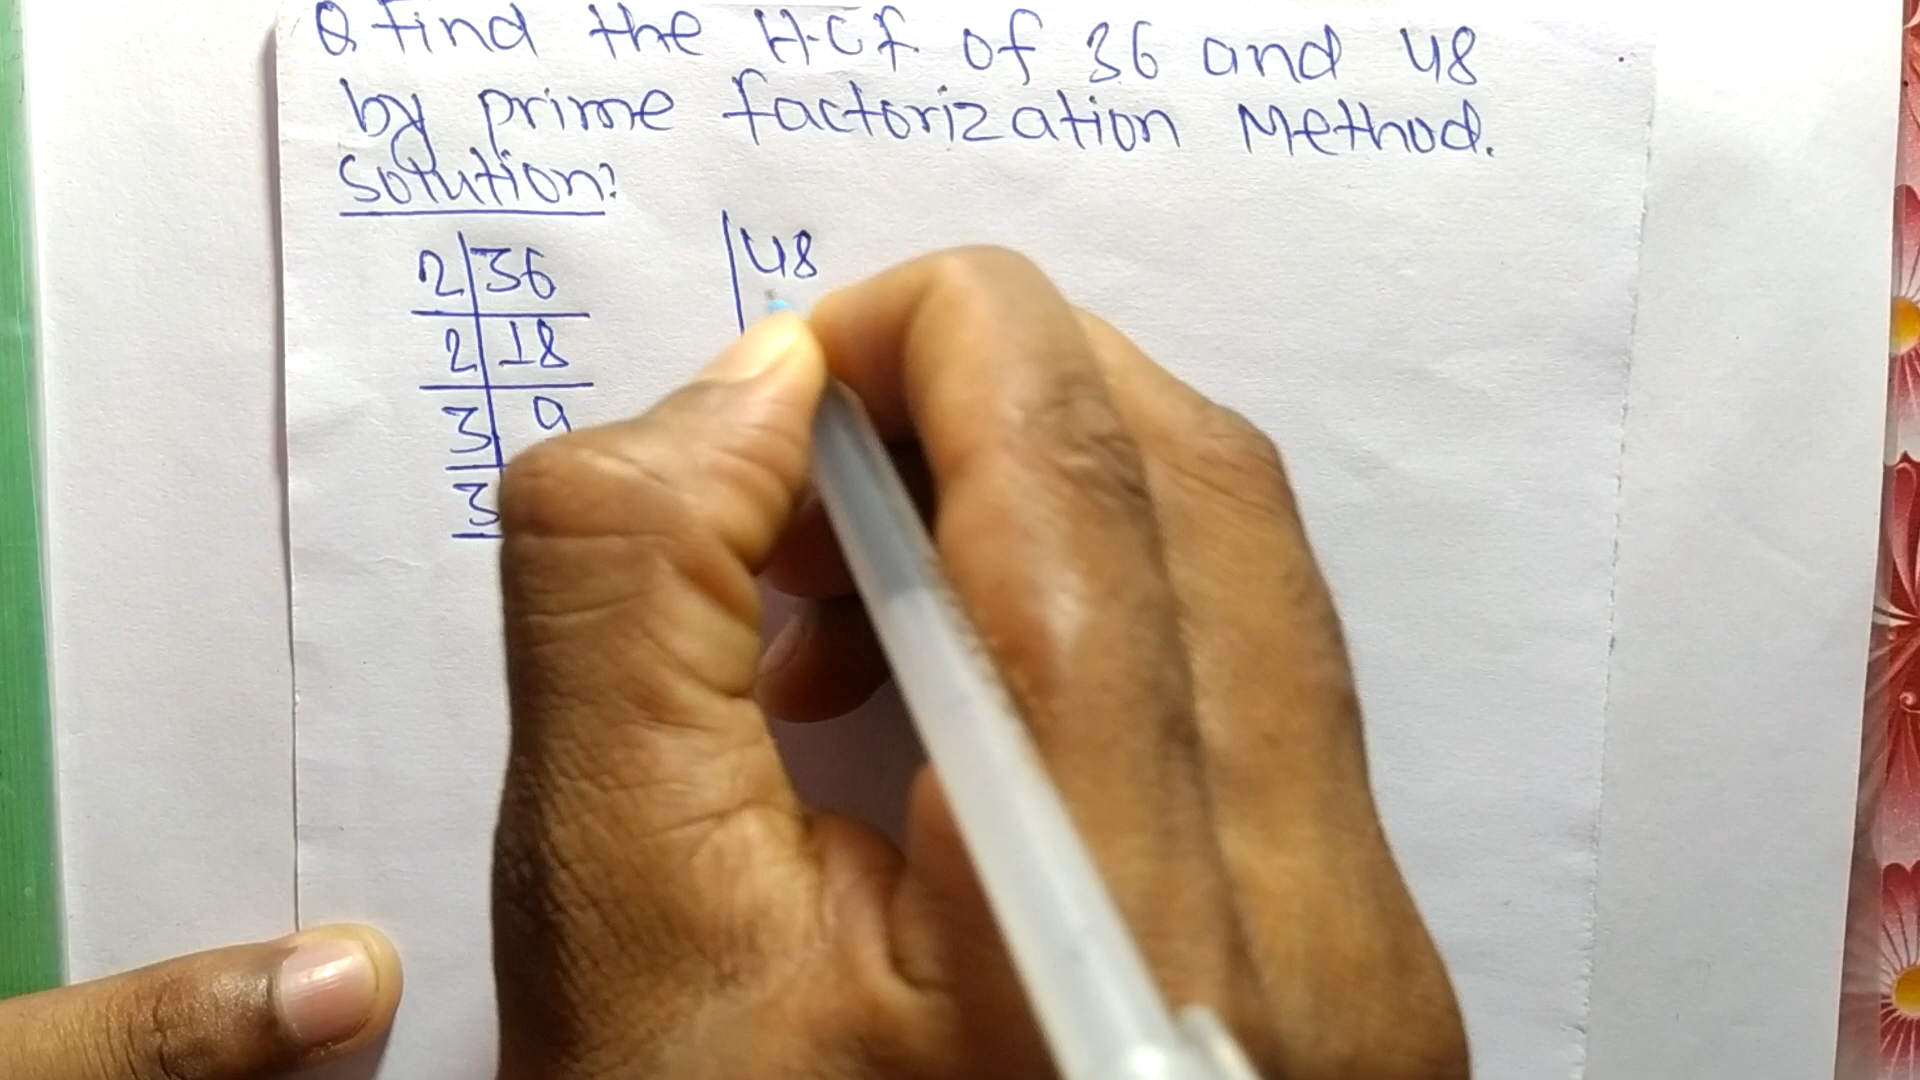 Q Find the H.C.F. of 36 and 48
by prime factorization Method.
Solution:
2 36 48
2 18
3 9
3